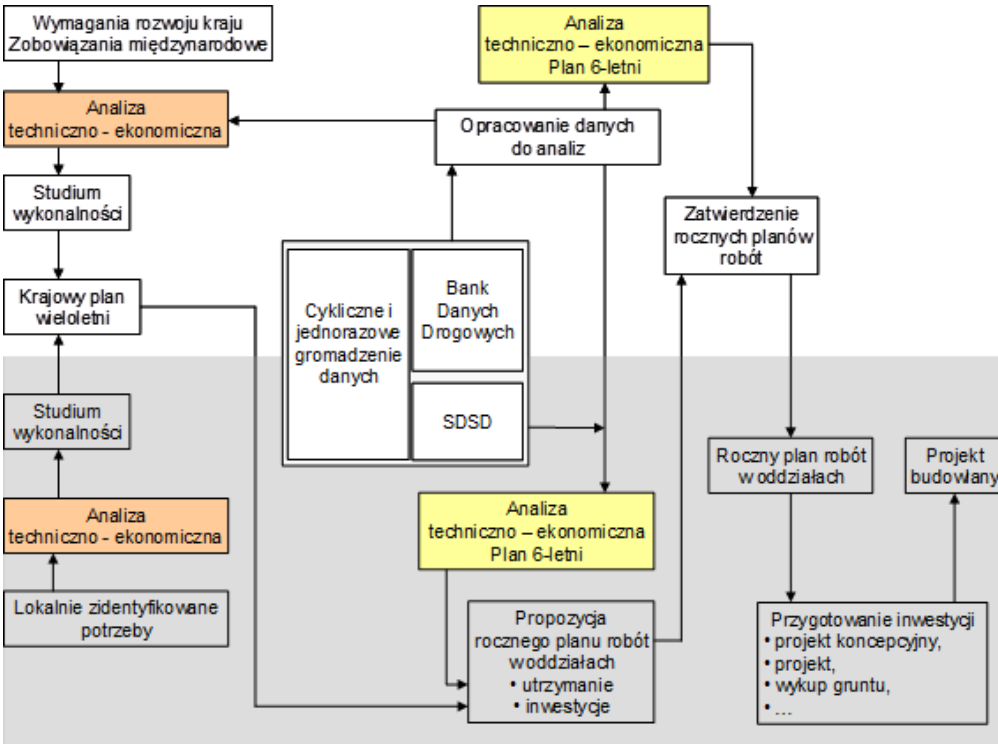 Wymagania rozwoju kraju
Zobowiązania międzynarodowe
Analiza
techniczno - ekonomiczna
Studium
wykonalności
Krajowy plan
wieloletni
Studium
wykonalności
Analiza
techniczno - ekonomiczna
Lokalnie zidentyfikowane
potrzeby
Analiza
techniczno – ekonomiczna
Plan 6-letni
Opracowanie danych
do analiz
Cykliczne i
jednorazowe
gromadzenie
danych
Bank
Danych
Drogowych
SDSD
Analiza
techniczno – ekonomiczna
Plan 6-letni
Propozycja
rocznego planu robót
w oddziałach
• utrzymanie
• inwestycje
Zatwierdzenie
rocznych planów
robót
Roczny plan robót
w oddziałach
Projekt
budowlany
Przygotowanie inwestycji
• projekt koncepcyjny,
• projekt,
• wykup gruntu,
• ...